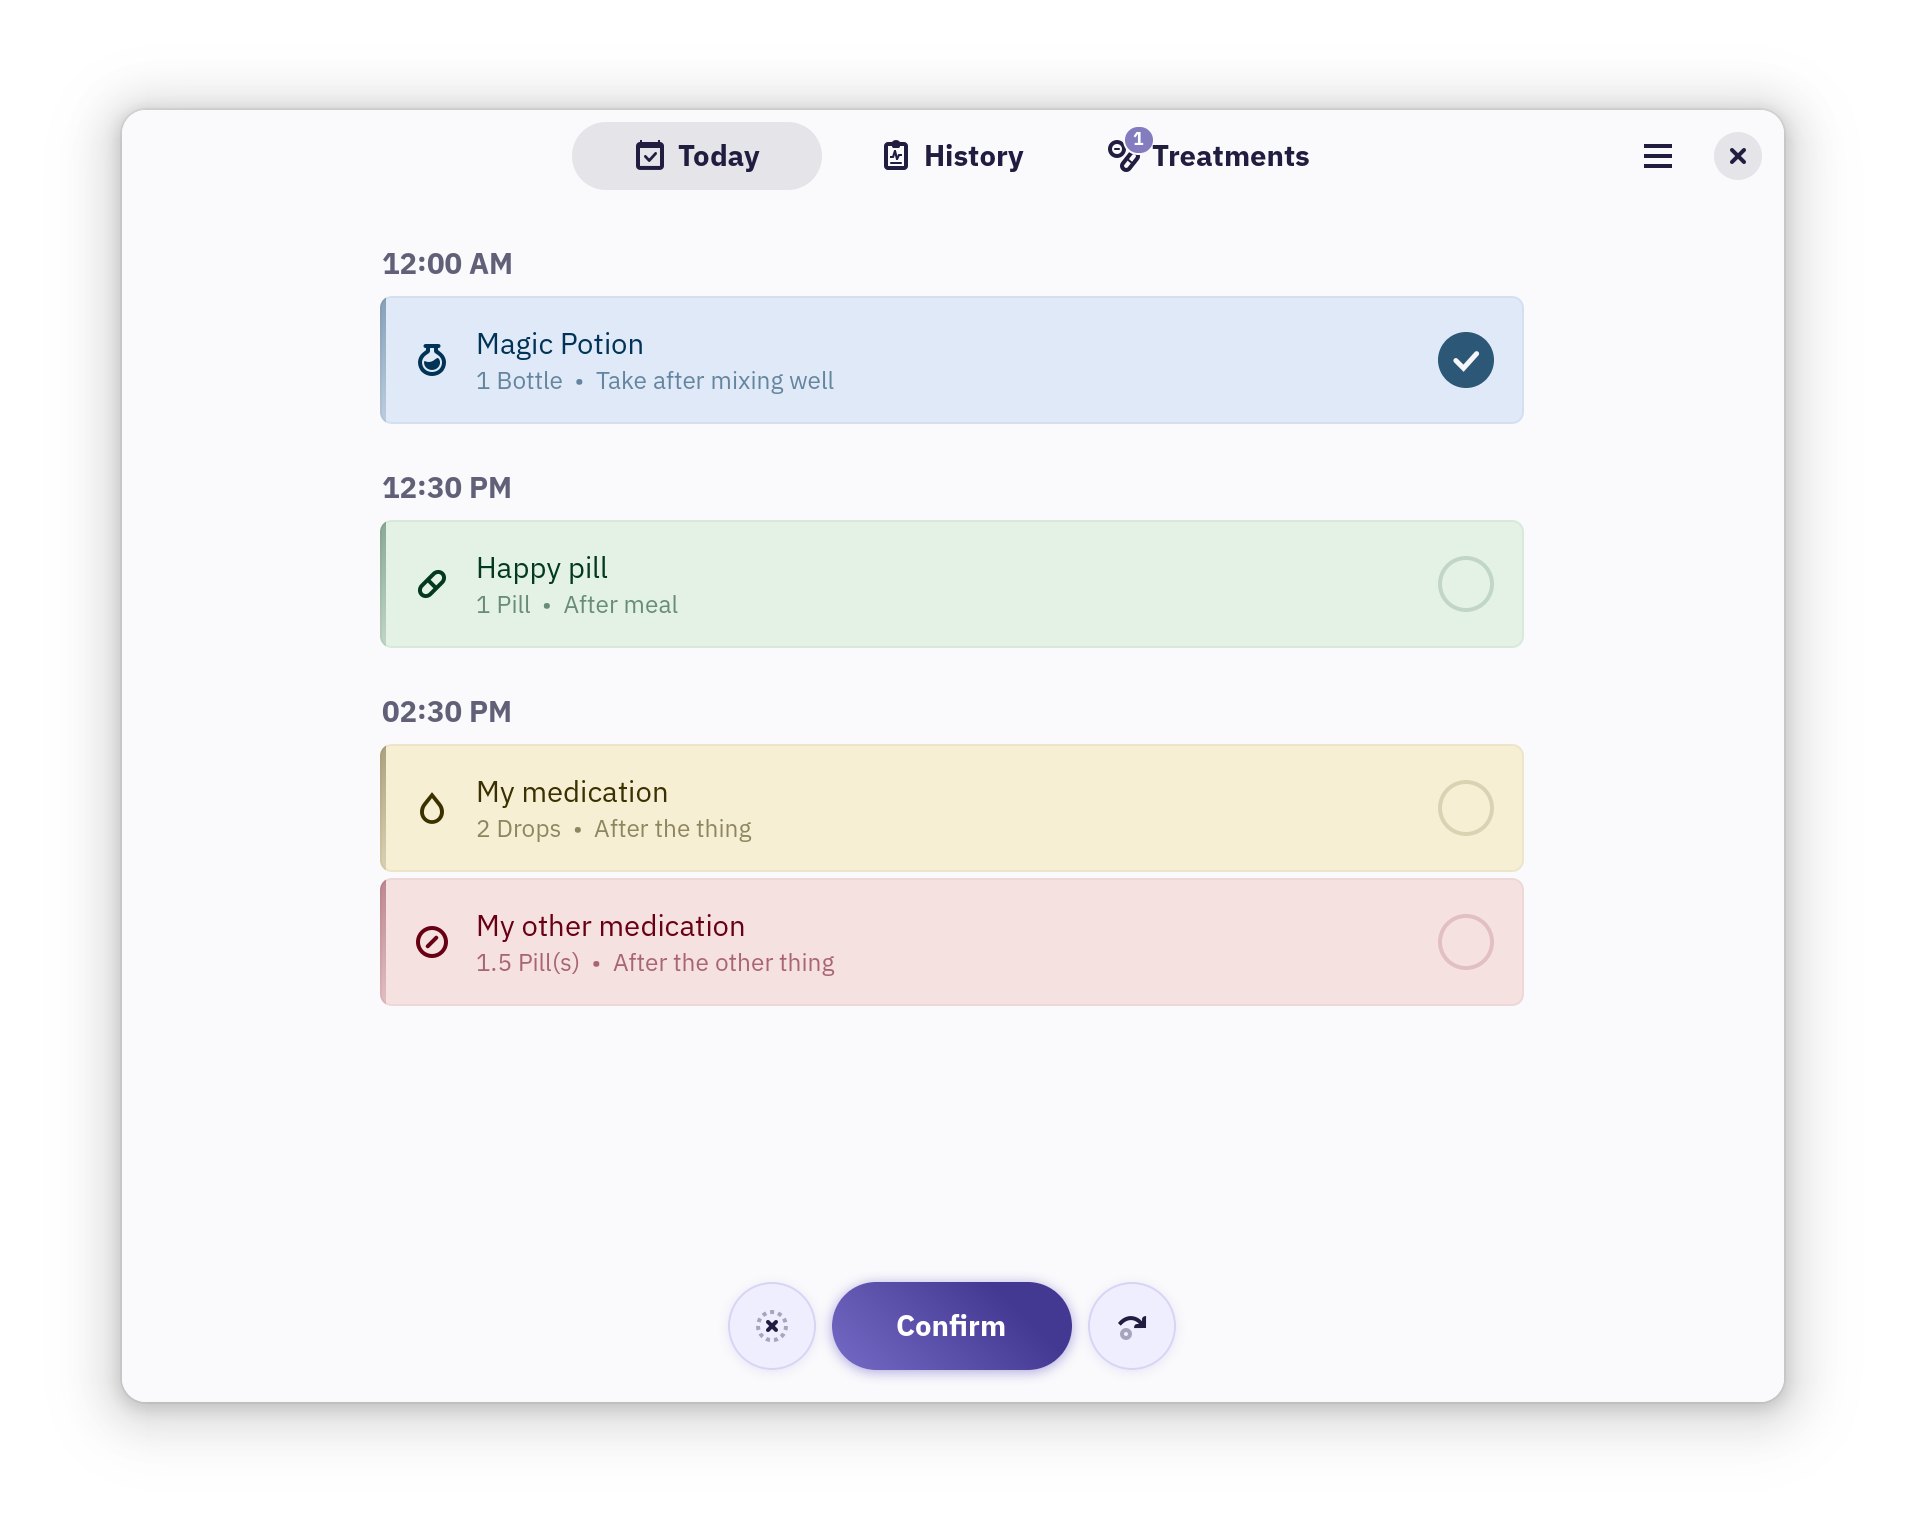 Today
History
1
Treatments
12:00 AM
Magic Potion
1 Bottle • Take after mixing well
12:30 PM
Happy pill
1 Pill • After meal
02:30 PM
My medication
2 Drops • After the thing
My other medication
1.5 Pill(s) • After the other thing
Confirm